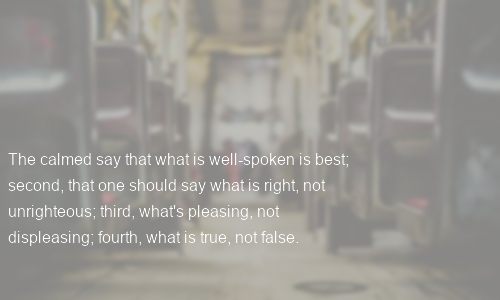 The calmed say that what is well-spoken is best;
second, that one should say what is right, not
unrighteous; third, what's pleasing, not
displeasing; fourth, what is true, not false.